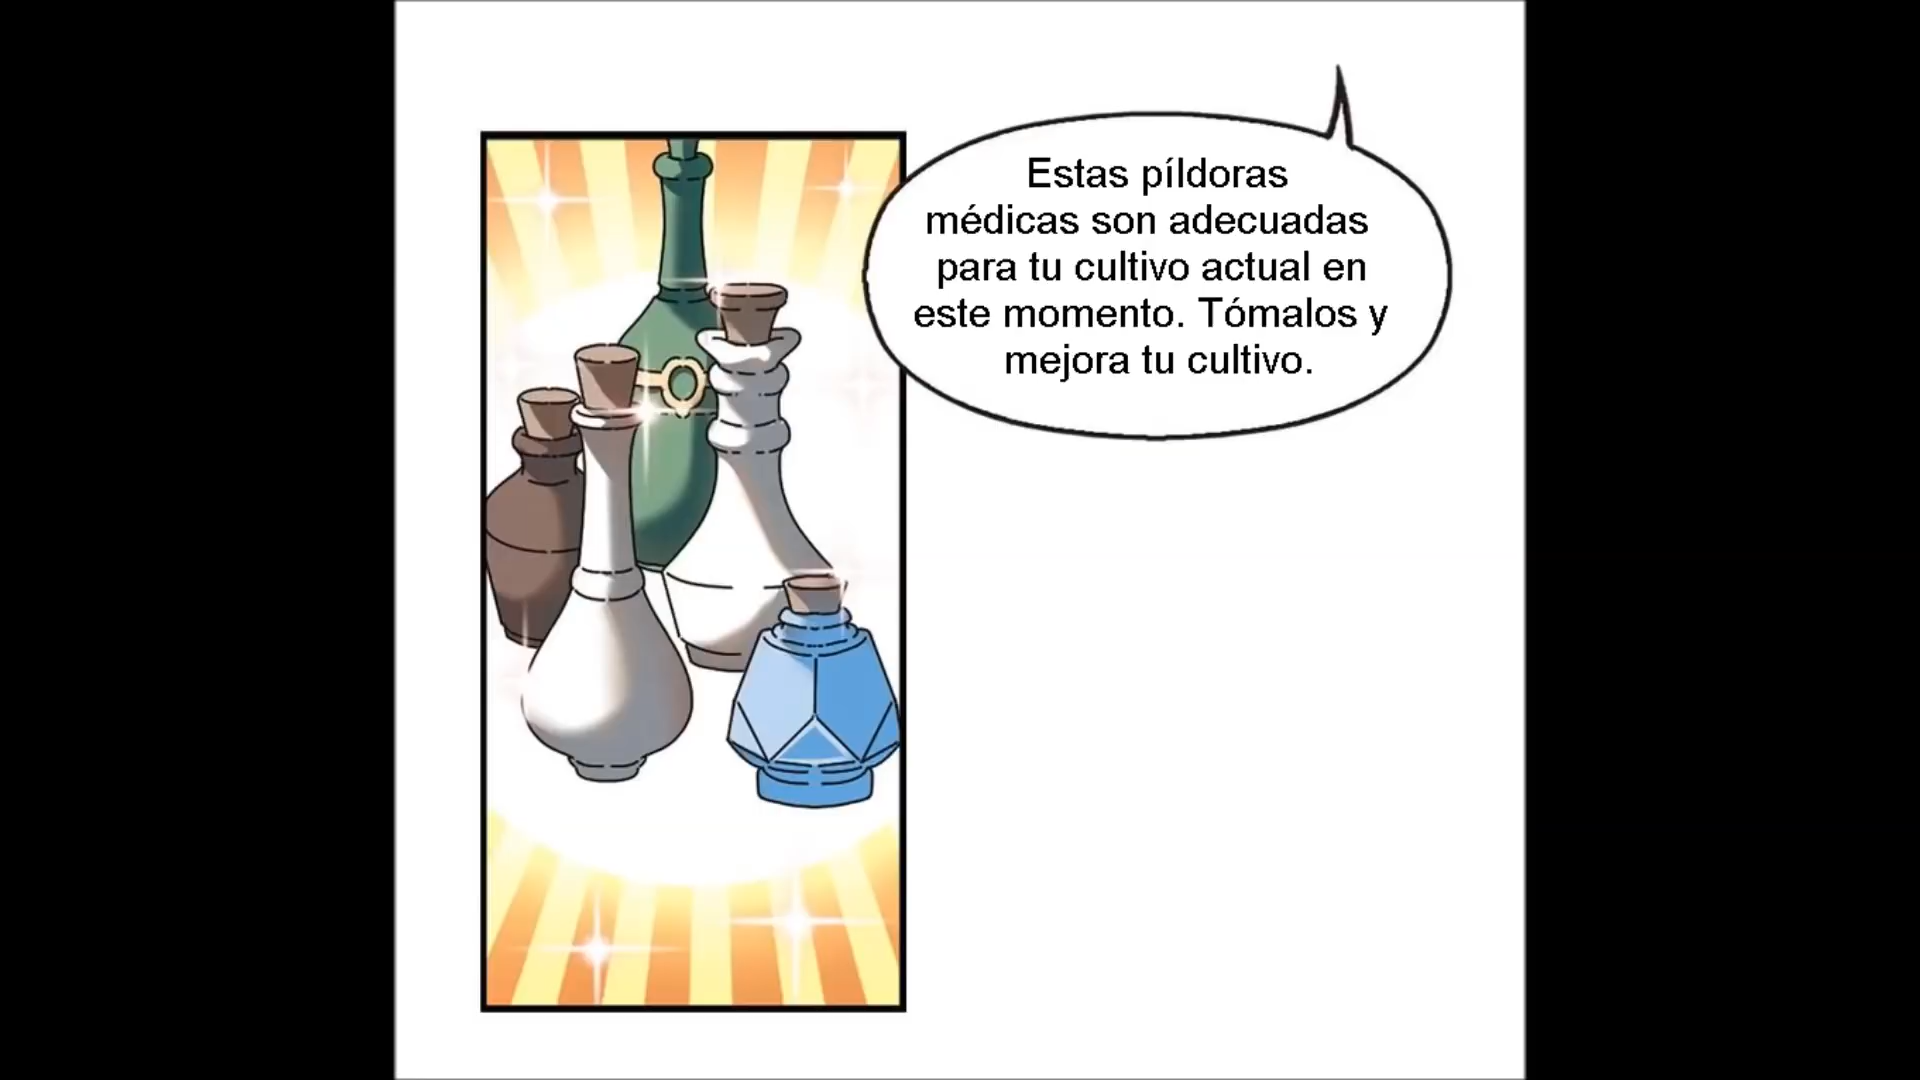 Estas píldoras
médicas son adecuadas
para tu cultivo actual en
este momento. Tómalos y
mejora tu cultivo.